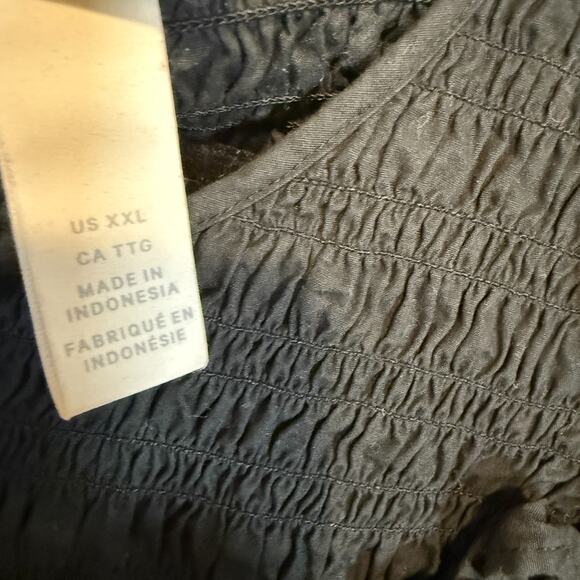 US XXL
CA TTG
MADE IN
INDONESIA
FABRIQUÉ EN
INDONÉSIE